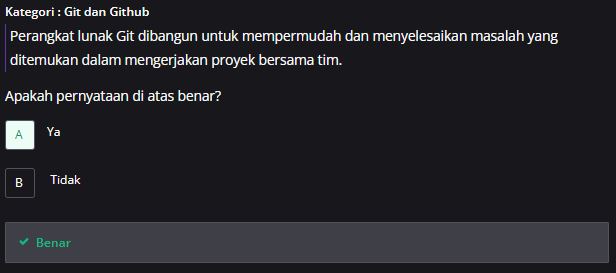 Kategori : Git dan Github
Perangkat lunak Git dibangun untuk mempermudah dan menyelesaikan masalah yang
ditemukan dalam mengerjakan proyek bersama tim.
Apakah pernyataan di atas benar?
A Ya
B Tidak
✔ Benar